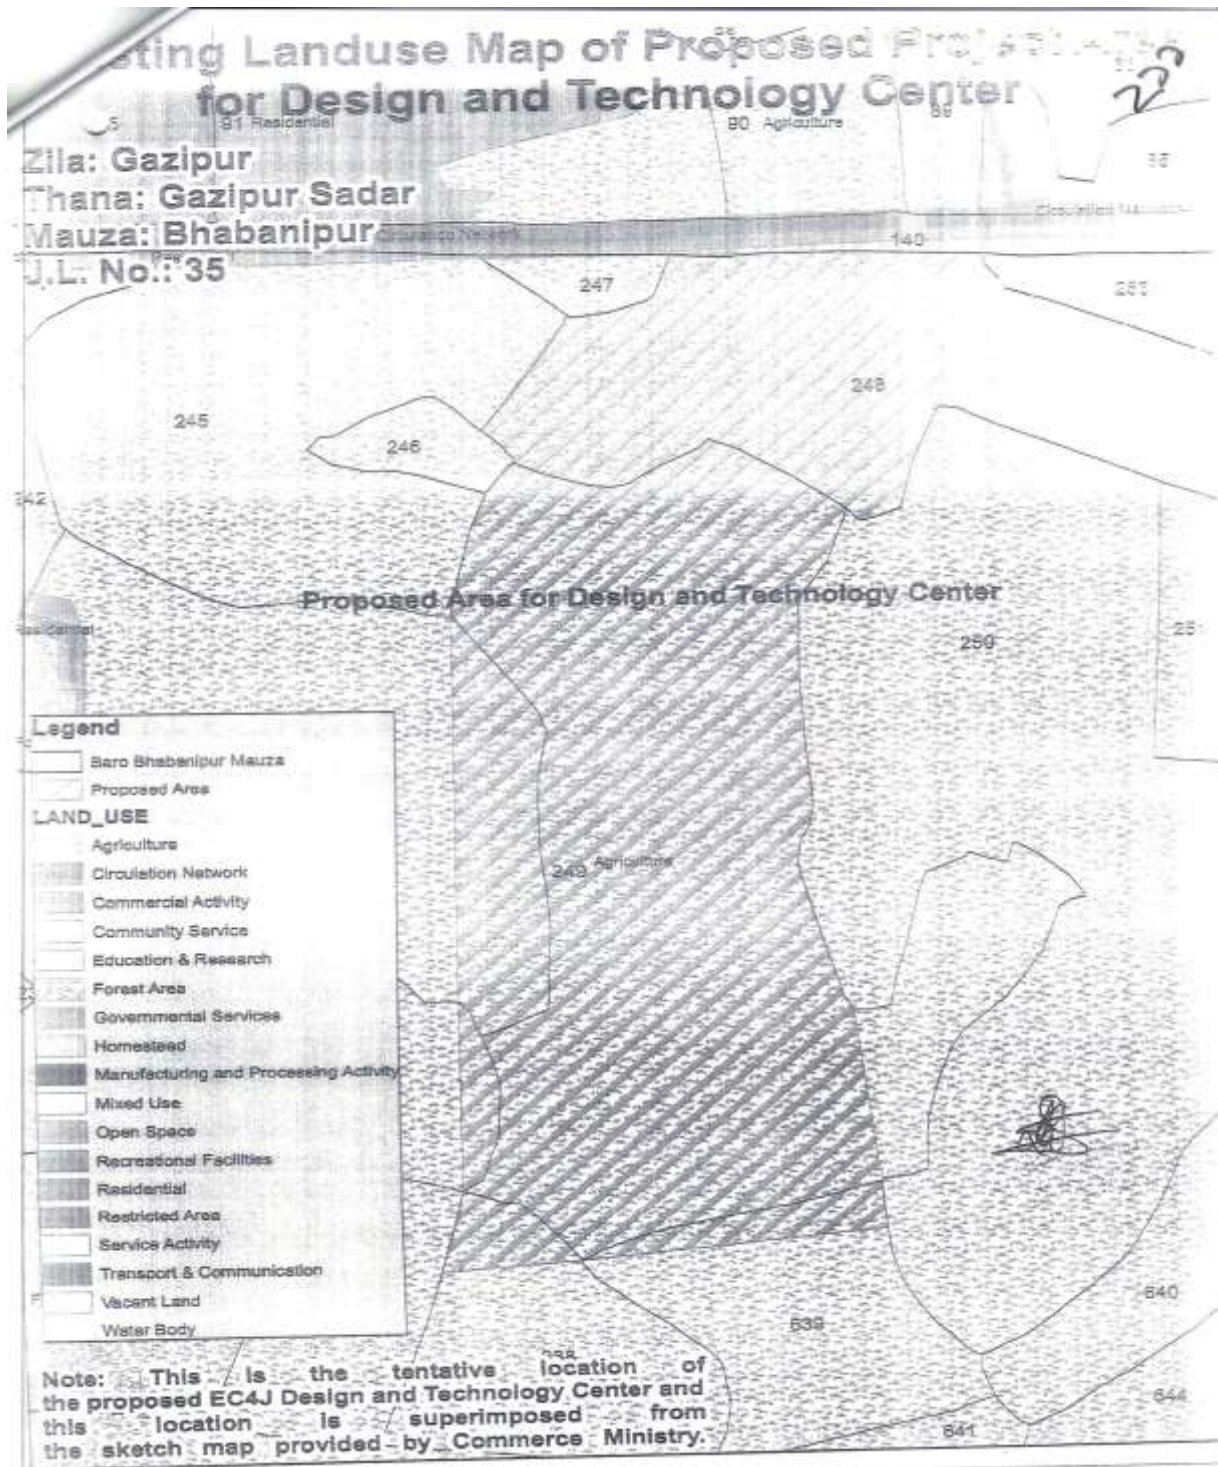 Landuse Map of Proposed
for Design and Technology Center
91 Residential
90 Agriculture
Zila: Gazipur
Thana: Gazipur Sadar
Mauza: Bhabanipur
140
J.L. No.: 35
247
245
246
Proposed Area for Design and Technology Center
249 Agriculture
Legend
Baro Bhabanipur Mauza
Proposed Area
LAND_USE
Agriculture
Circulation Network
Commercial Activity
Community Service
Education & Research
Forest Area
Governmental Services
Homestead
Manufacturing and Processing Activity
Mixed Use
Open Space
Recreational Facilities
Residential
Restricted Area
Service Activity
Transport & Communication
Vacant Land
Water Body
639
640
641
644
Note: This is the tentative location of
the proposed EC4J Design and Technology Center and
this location is superimposed from
the sketch map provided by Commerce Ministry.